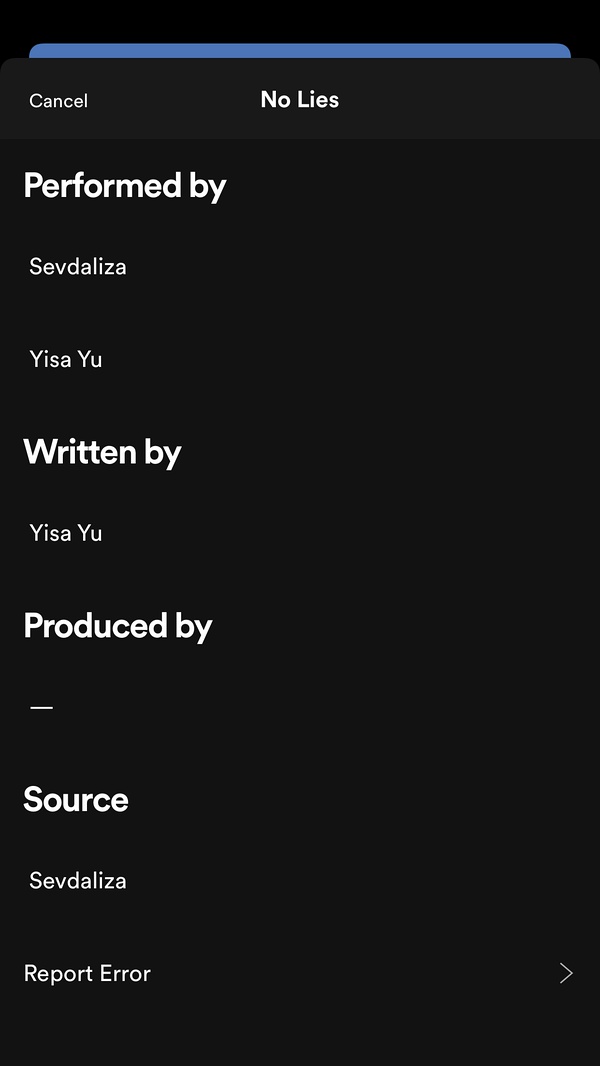 Cancel
No Lies
Performed by
Sevdaliza
Yisa Yu
Written by
Yisa Yu
Produced by
—
Source
Sevdaliza
Report Error